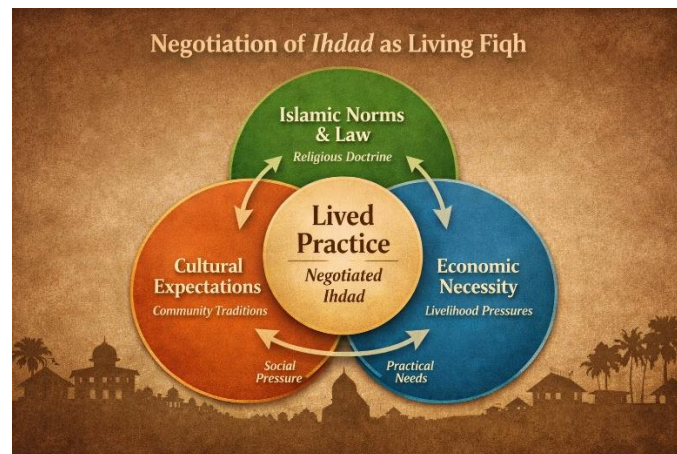 Negotiation of Ihdad as Living Fiqh
Islamic Norms
& Law
Religious Doctrine
Lived
Practice
Negotiated
Ihdad
Cultural
Expectations
Community Traditions
Economic
Necessity
Livelihood Pressures
Social
Pressure
Practical
Needs